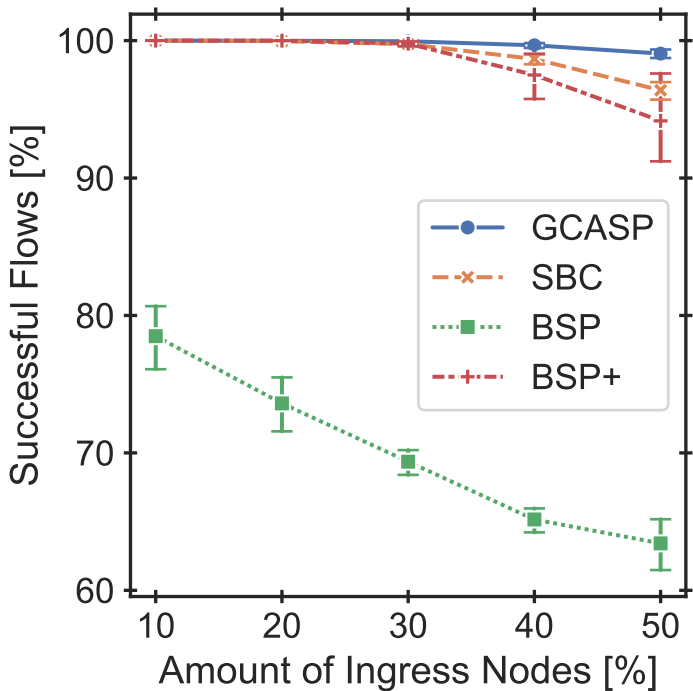 Successful Flows [%]
100
90
80
70
60
GCASP
SBC
BSP
BSP+
10 20 30 40 50
Amount of Ingress Nodes [%]